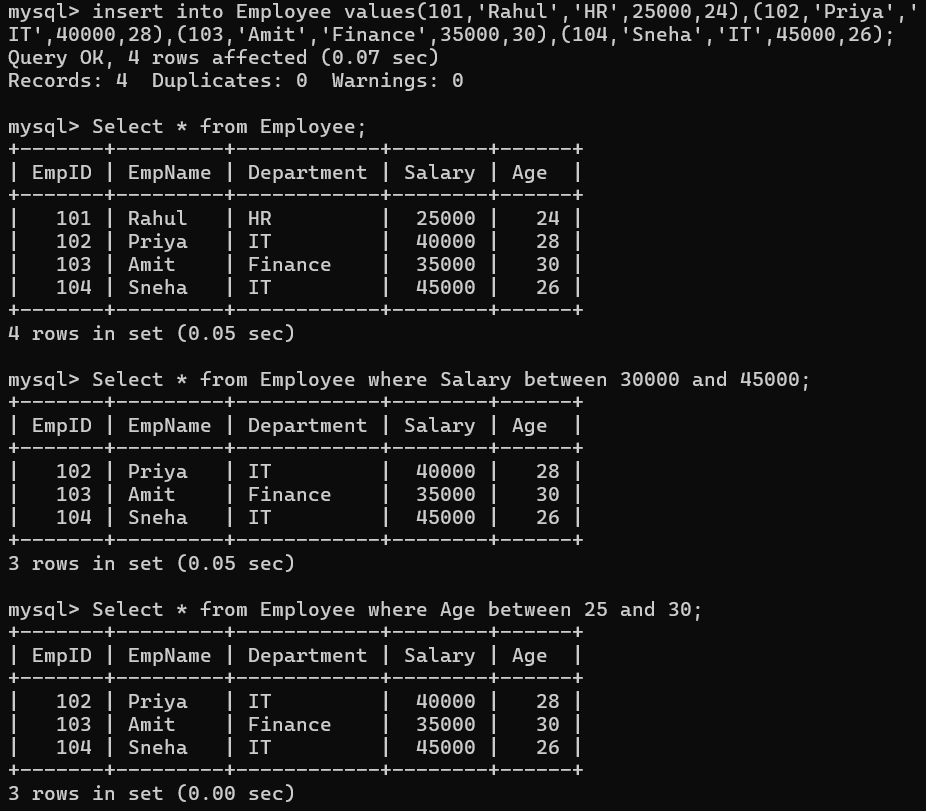 mysql> insert into Employee values(101,'Rahul','HR',25000,24),(102,'Priya','
IT',40000,28),(103,'Amit','Finance',35000,30),(104,'Sneha','IT',45000,26);
Query OK, 4 rows affected (0.07 sec)
Records: 4  Duplicates: 0  Warnings: 0

mysql> Select * from Employee;
+-------+---------+------------+--------+------+
| EmpID | EmpName | Department | Salary | Age  |
+-------+---------+------------+--------+------+
|   101 | Rahul   | HR         |  25000 |   24 |
|   102 | Priya   | IT         |  40000 |   28 |
|   103 | Amit    | Finance    |  35000 |   30 |
|   104 | Sneha   | IT         |  45000 |   26 |
+-------+---------+------------+--------+------+
4 rows in set (0.05 sec)

mysql> Select * from Employee where Salary between 30000 and 45000;
+-------+---------+------------+--------+------+
| EmpID | EmpName | Department | Salary | Age  |
+-------+---------+------------+--------+------+
|   102 | Priya   | IT         |  40000 |   28 |
|   103 | Amit    | Finance    |  35000 |   30 |
|   104 | Sneha   | IT         |  45000 |   26 |
+-------+---------+------------+--------+------+
3 rows in set (0.05 sec)

mysql> Select * from Employee where Age between 25 and 30;
+-------+---------+------------+--------+------+
| EmpID | EmpName | Department | Salary | Age  |
+-------+---------+------------+--------+------+
|   102 | Priya   | IT         |  40000 |   28 |
|   103 | Amit    | Finance    |  35000 |   30 |
|   104 | Sneha   | IT         |  45000 |   26 |
+-------+---------+------------+--------+------+
3 rows in set (0.00 sec)